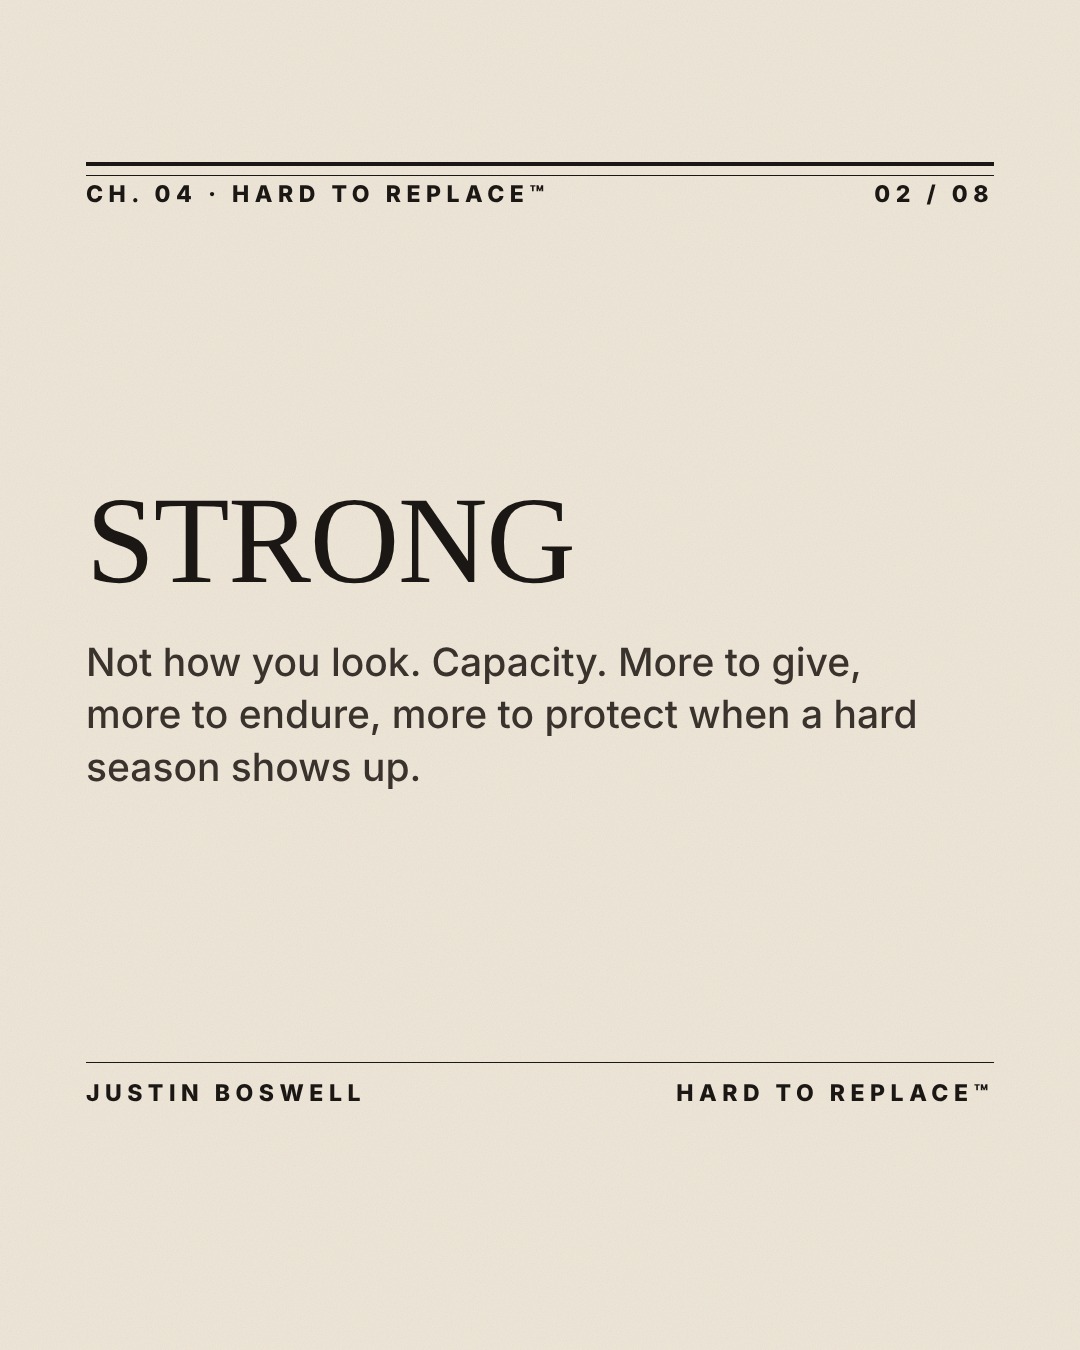 CH. 04 · HARD TO REPLACE™ 02 / 08
STRONG
Not how you look. Capacity. More to give,
more to endure, more to protect when a hard
season shows up.
JUSTIN BOSWELL HARD TO REPLACE™